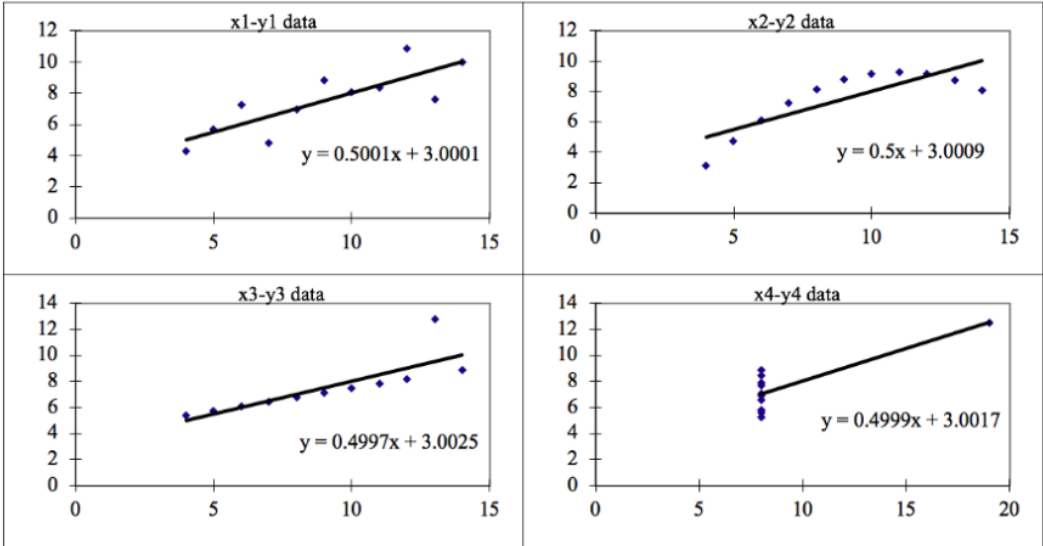 x1-y1 data
12
10
8
6
4
2
0
0 5 10 15
y = 0.5001x + 3.0001
x2-y2 data
12
10
8
6
4
2
0
0 5 10 15
y = 0.5x + 3.0009
x3-y3 data
14
12
10
8
6
4
2
0
0 5 10 15
y = 0.4997x + 3.0025
x4-y4 data
14
12
10
8
6
4
2
0
0 5 10 15 20
y = 0.4999x + 3.0017